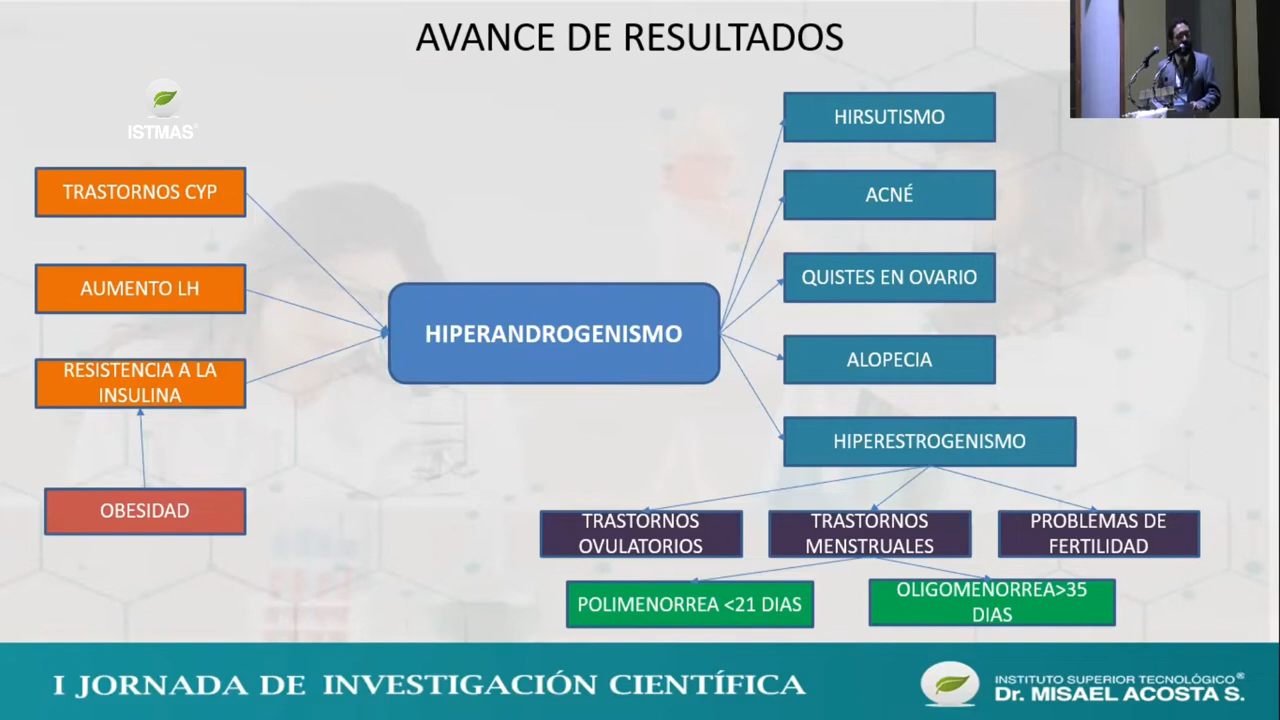 AVANCE DE RESULTADOS
ISTMAS®
TRASTORNOS CYP
AUMENTO LH
RESISTENCIA A LA
INSULINA
OBESIDAD
HIPERANDROGENISMO
HIRSUTISMO
ACNÉ
QUISTES EN OVARIO
ALOPECIA
HIPERESTROGENISMO
TRASTORNOS
OVULATORIOS
TRASTORNOS
MENSTRUALES
PROBLEMAS DE
FERTILIDAD
POLIMENORREA <21 DIAS
OLIGOMENORREA>35
DIAS
I JORNADA DE INVESTIGACIÓN CIENTÍFICA
INSTITUTO SUPERIOR TECNOLÓGICO®
Dr. MISAEL ACOSTA S.